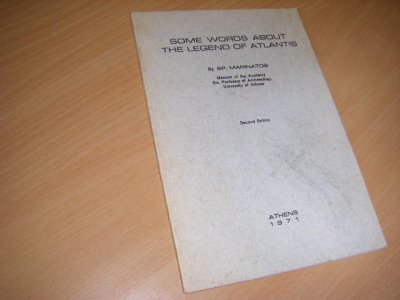 SOME WORDS ABOUT
THE LEGEND OF ATLANTIS
By SP. MARINATOS
Member of the Academy
Em. Professor of Archaeology,
University of Athens
Second Edition
ATHENS
1971